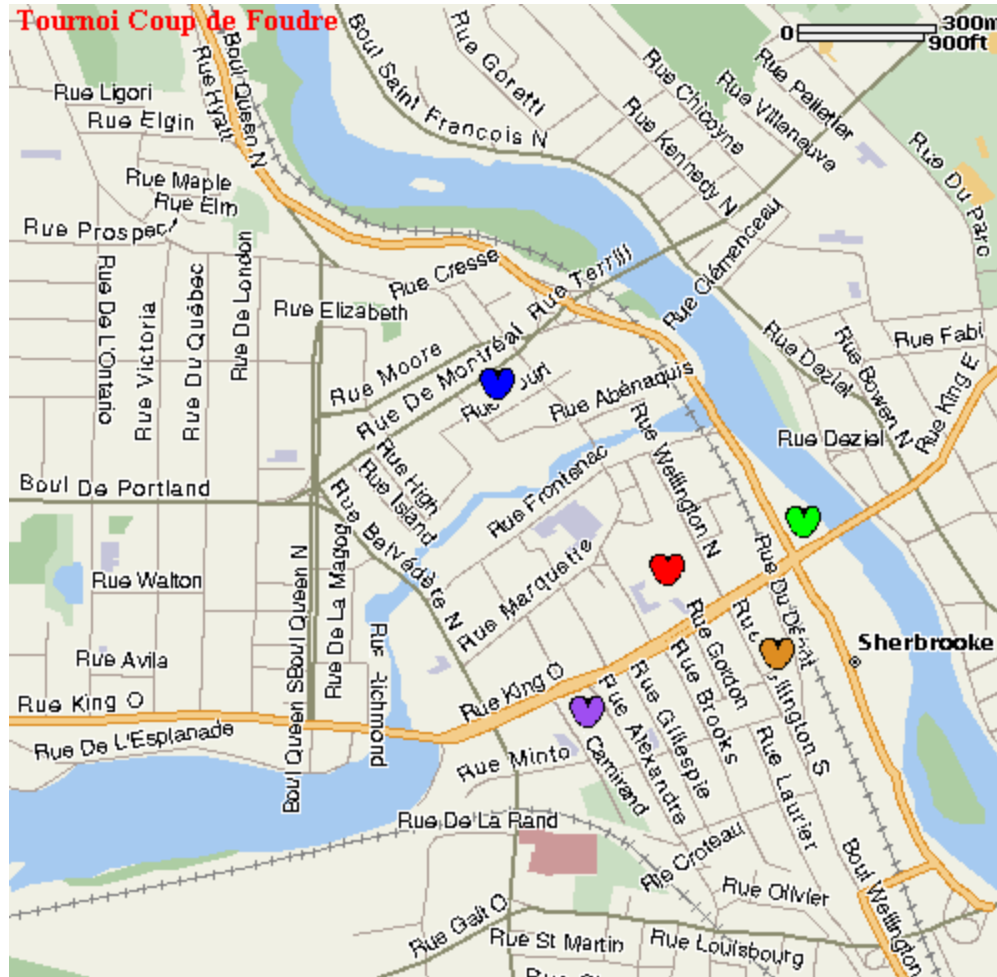 Tournoi Coup de Foudre
0 300m
900ft
Boul Queen N
Rue Hyatt
Boul Saint François N
Rue Goretti
Rue Chicoyne
Rue Kennedy N
Rue Villeneuve
Rue Pelletier
Rue Du Parc
Rue Ligori
Rue Elgin
Rue Maple
Rue Elm
Rue Prospect
Rue De L'Ontario
Rue Victoria
Rue Du Québec
Rue De London
Rue Cresse
Rue Terrill
Rue Clémenceau
Rue Elizabeth
Rue Moore
Rue De Montréal
Rue Abénaquis
Rue Deziel
Rue Bowen N
Rue Fabi
Rue King E
Rue Deziel
Rue High
Rue Island
Rue Frontenac
Rue Wellington N
Boul De Portland
Rue Belvédère N
Rue Marquette
Rue Du Dépôt
Rue Walton
Boul Queen N
Boul Queen S
Rue De La Magog
Rue Richmond
Rue Avila
Rue King O
Rue De L'Esplanade
Rue King O
Rue Gordon
Rue Brooks
Rue Gillespie
Rue Alexandre
Camirand
Rue Minto
Sherbrooke
Rue Laurier
Rue De La Rand
Rue Croteau
Rue Olivier
Boul Wellington
Rue Galt O
Rue St Martin
Rue Louisbourg